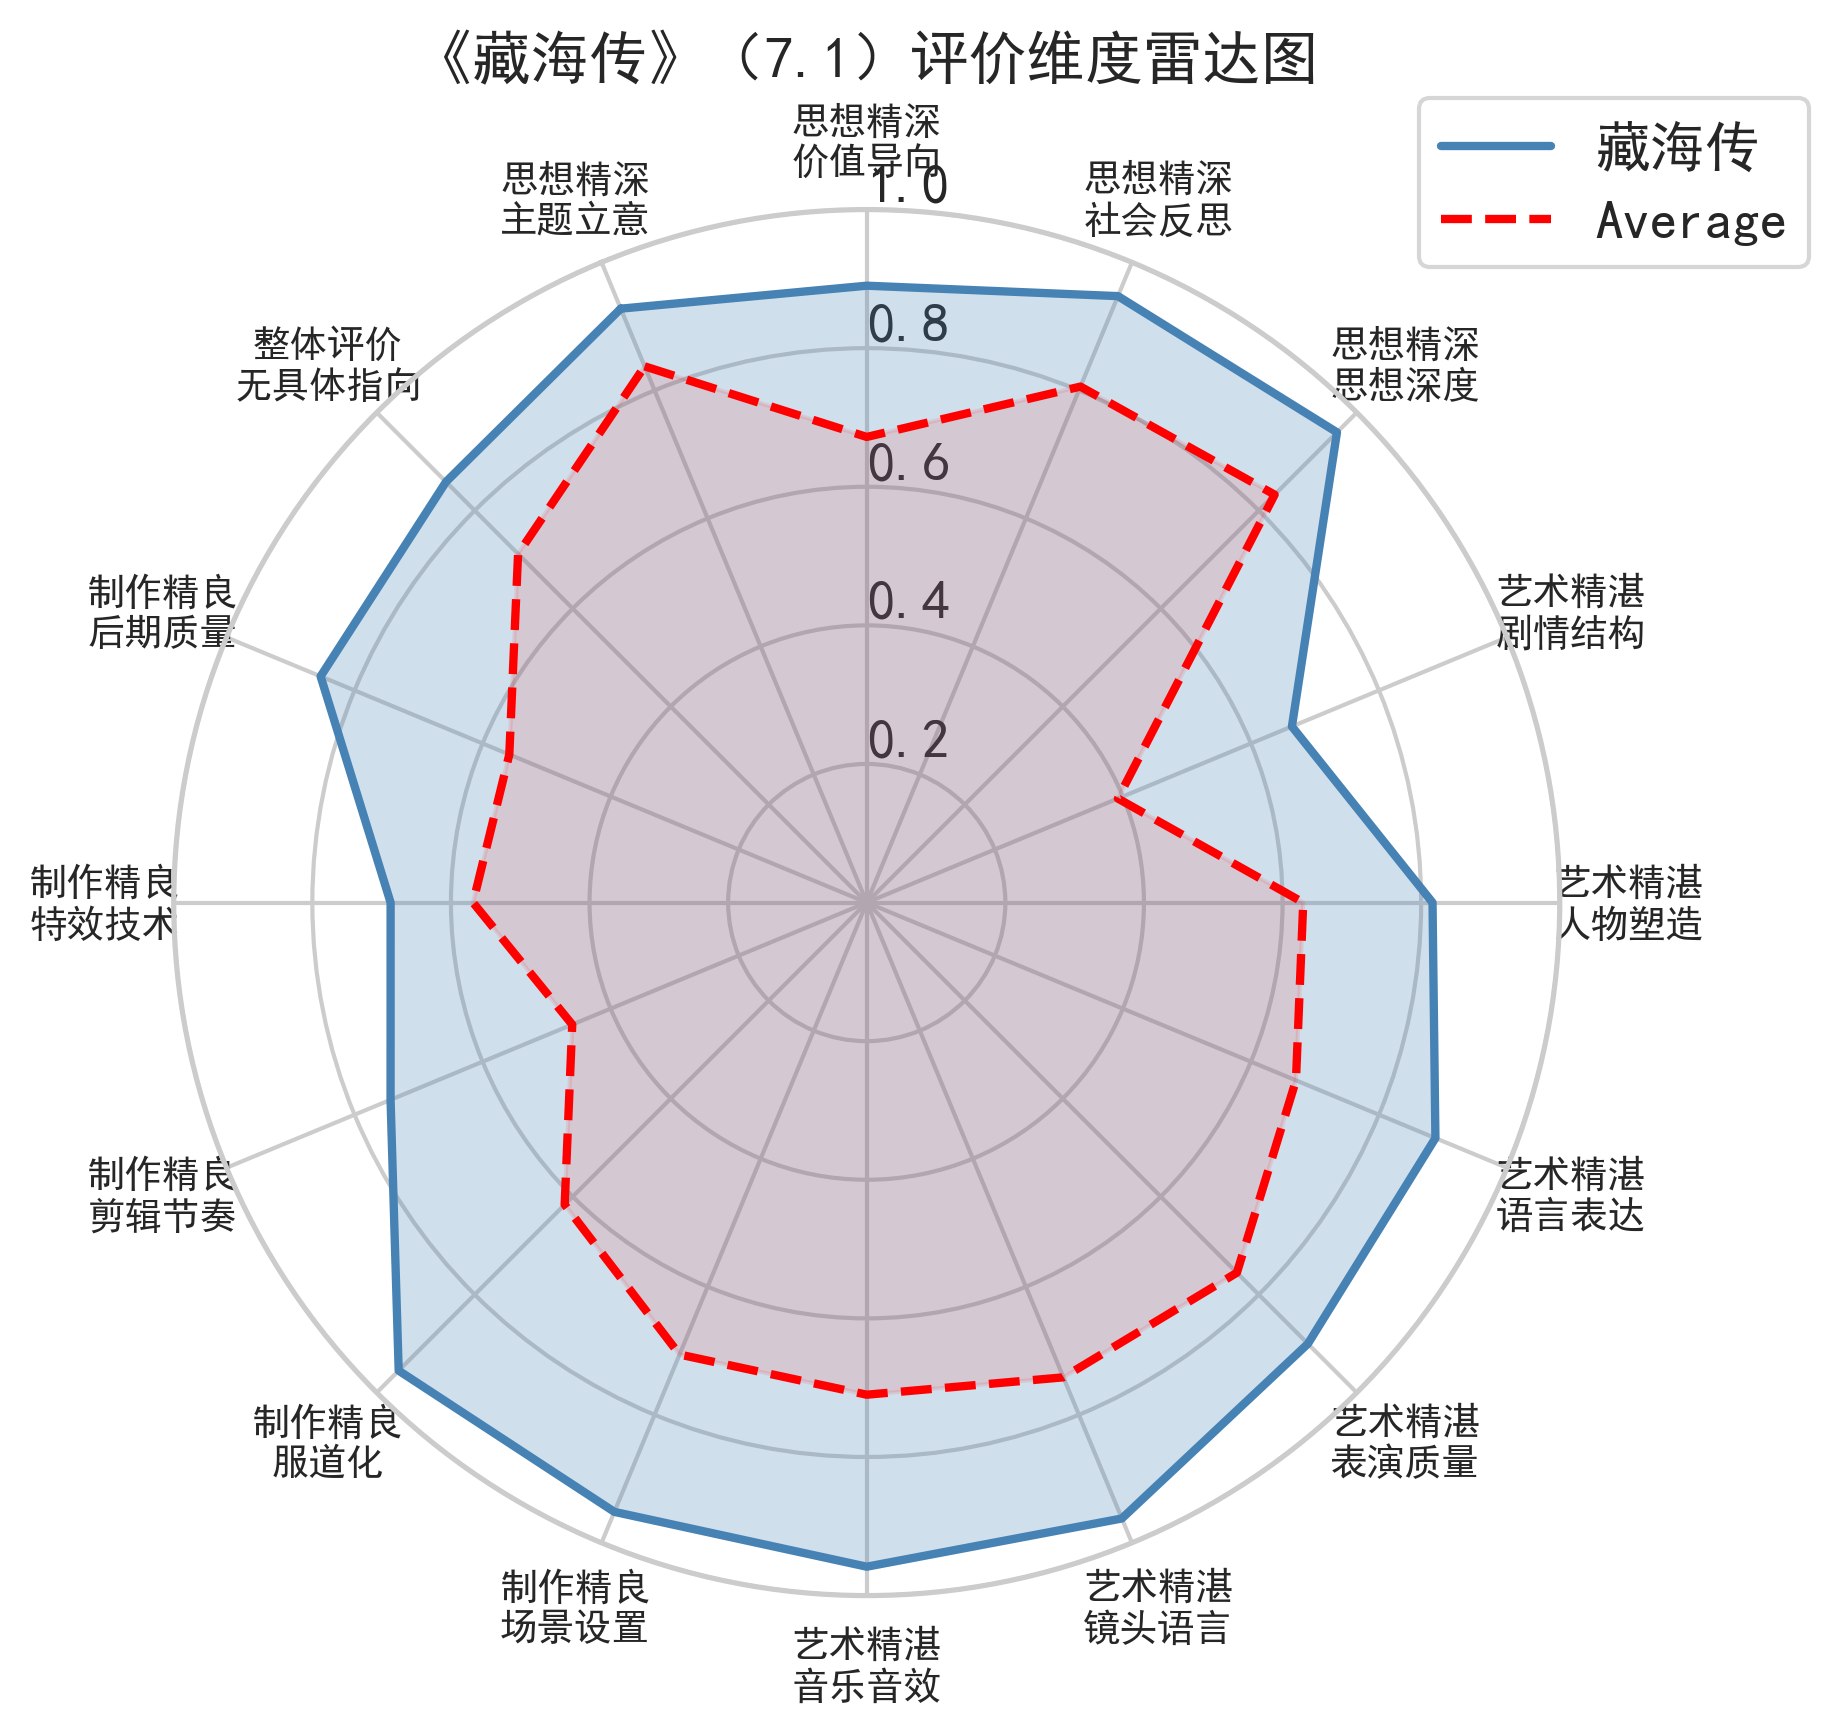 《藏海传》（7.1）评价维度雷达图
藏海传
Average
思想精深
价值导向
思想精深
社会反思
思想精深
思想深度
艺术精湛
剧情结构
艺术精湛
人物塑造
艺术精湛
语言表达
艺术精湛
表演质量
艺术精湛
镜头语言
艺术精湛
音乐音效
制作精良
场景设置
制作精良
服道化
制作精良
剪辑节奏
制作精良
特效技术
制作精良
后期质量
整体评价
无具体指向
思想精深
主题立意
1.0
0.8
0.6
0.4
0.2